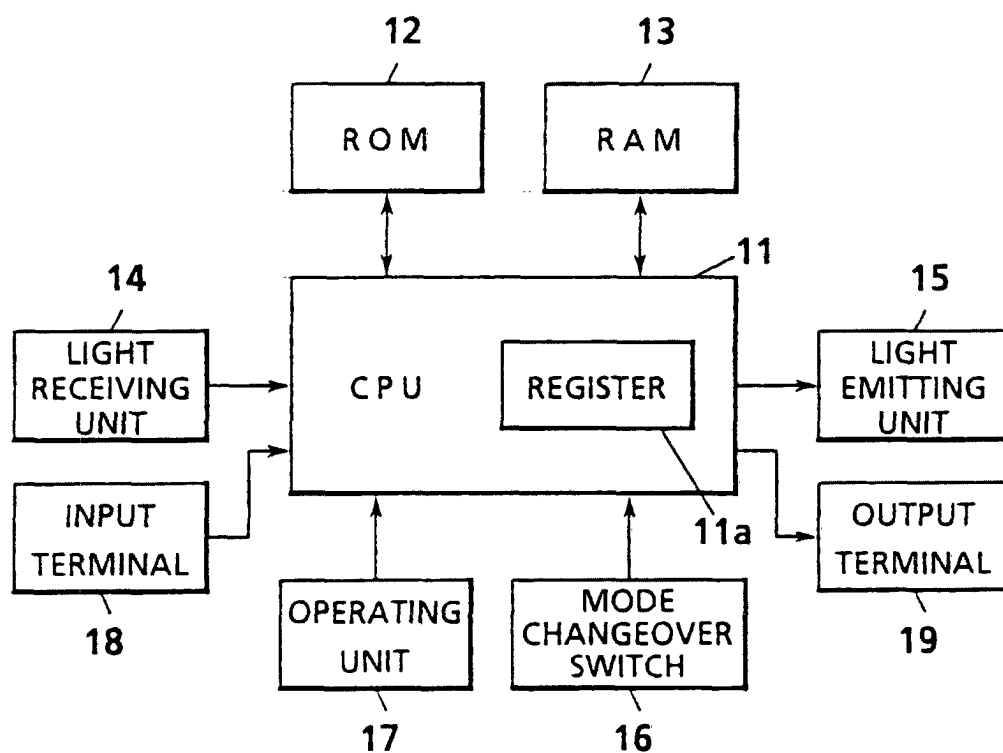 12
13
ROM
RAM
11
14
15
LIGHT
RECEIVING
UNIT
CPU
REGISTER
LIGHT
EMITTING
UNIT
INPUT
TERMINAL
11a
OUTPUT
TERMINAL
18
OPERATING
UNIT
MODE
CHANGEOVER
SWITCH
19
17
16